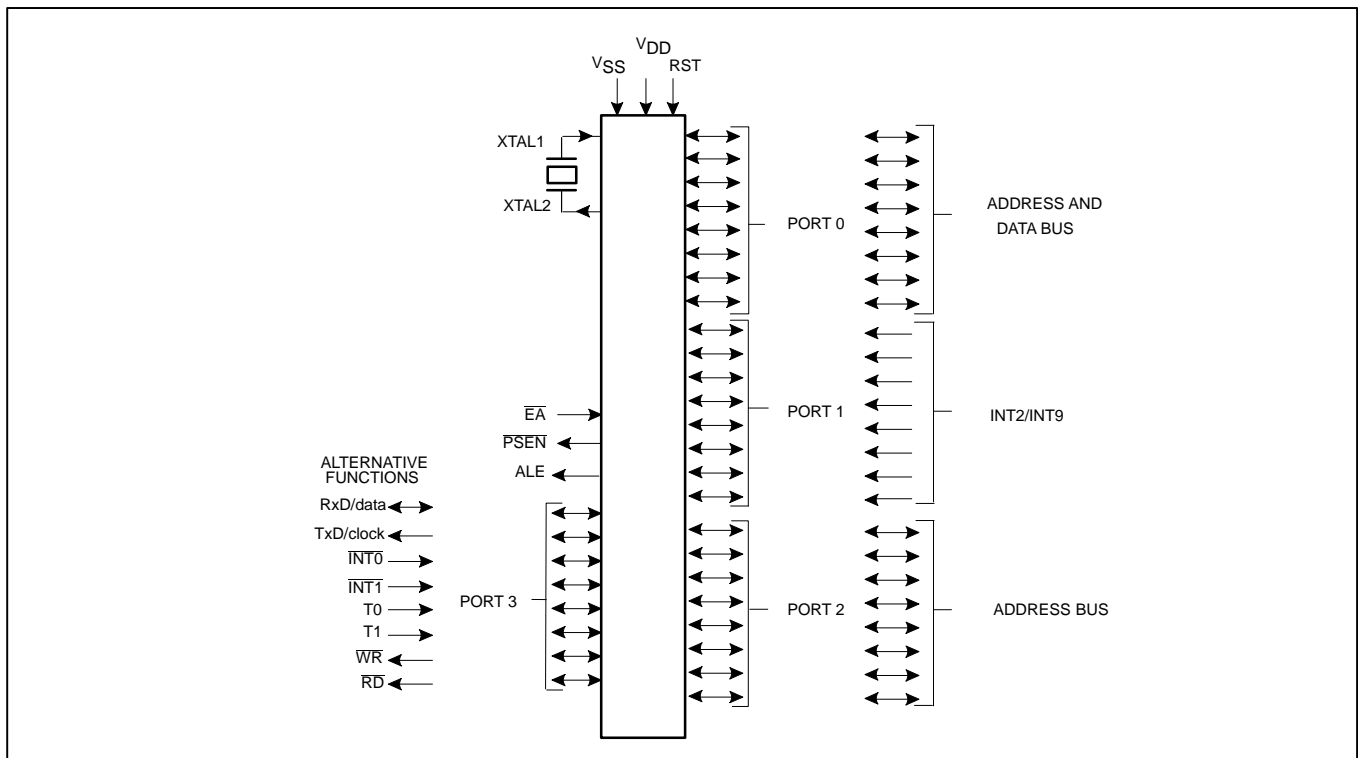 VSS
VDD
RST
XTAL1
XTAL2
PORT 0
ADDRESS AND
DATA BUS
EA
PSEN
ALE
PORT 1
INT2/INT9
ALTERNATIVE
FUNCTIONS
RxD/data
TxD/clock
INT0
INT1
T0
T1
WR
RD
PORT 3
PORT 2
ADDRESS BUS